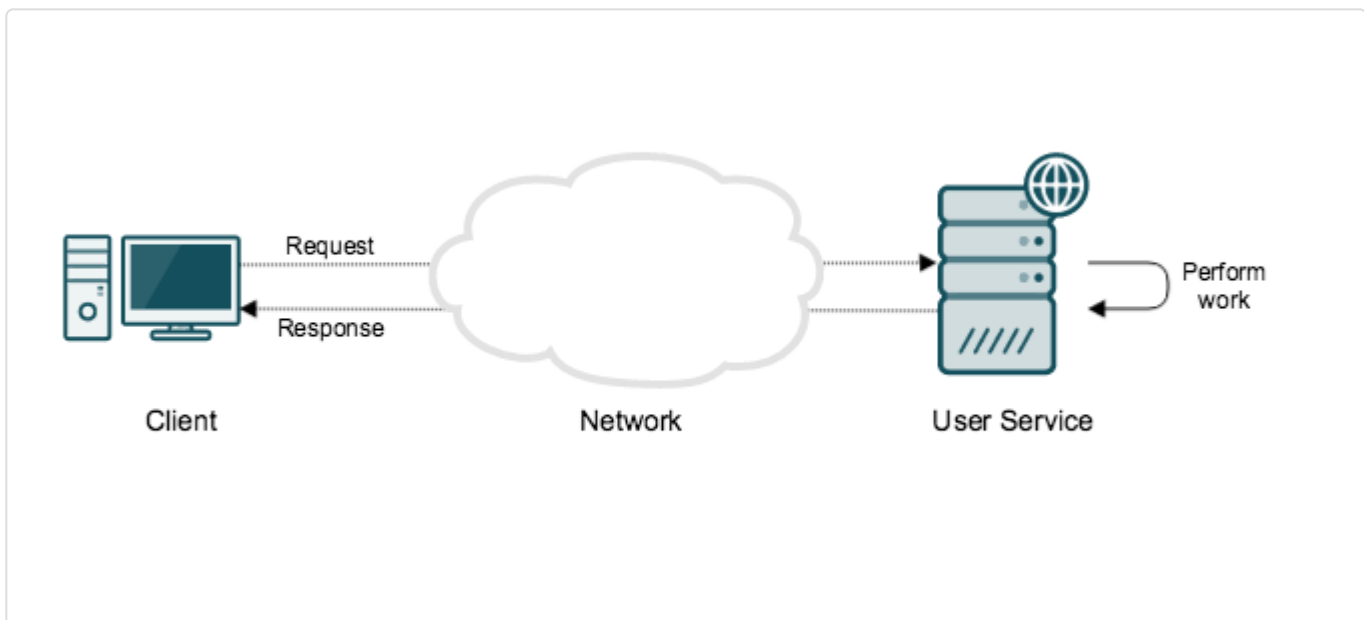 Request
Response
Perform
work
Client
Network
User Service